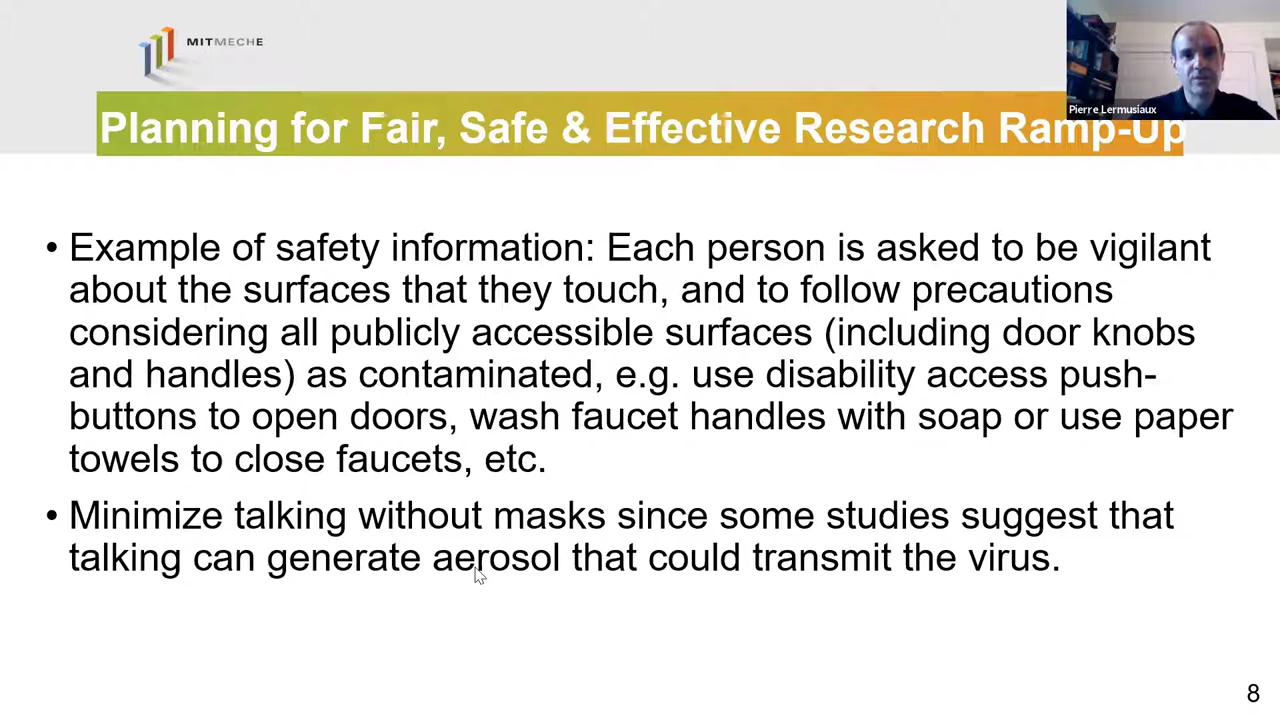 MITMECHE
Pierre Lermusiaux
Planning for Fair, Safe & Effective Research Ramp-Up
• Example of safety information: Each person is asked to be vigilant
about the surfaces that they touch, and to follow precautions
considering all publicly accessible surfaces (including door knobs
and handles) as contaminated, e.g. use disability access push-
buttons to open doors, wash faucet handles with soap or use paper
towels to close faucets, etc.
• Minimize talking without masks since some studies suggest that
talking can generate aerosol that could transmit the virus.
8